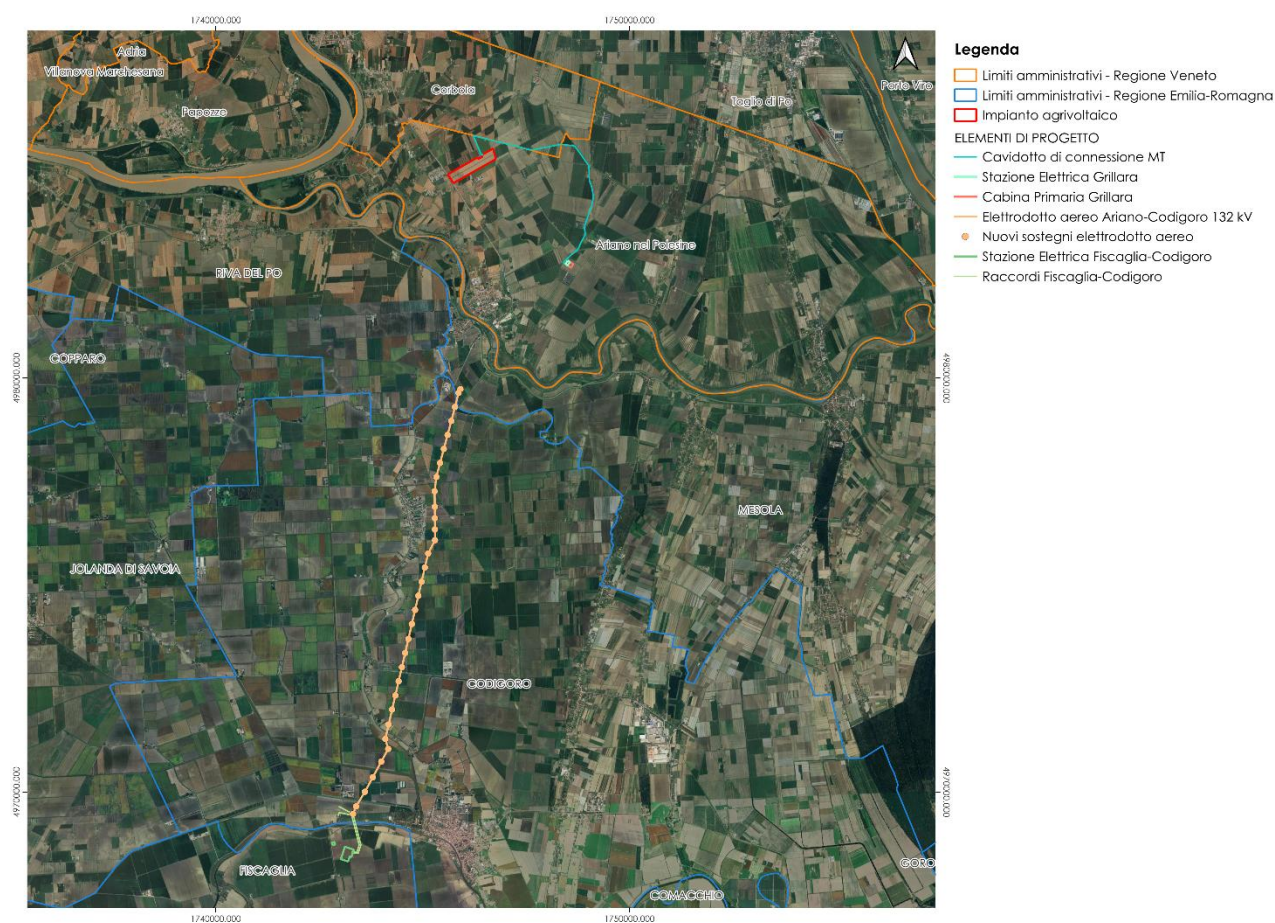 1740000.000
1750000.000
Adria
Villanova Marchesana
Papozze
Corbola
Taglio di Po
Porto Viro
Ariano nel Polesine
RIVA DEL PO
COPPARO
4980000.000
4980000.000
MESOLA
JOLANDA DI SAVOIA
CODIGORO
4970000.000
4970000.000
FISCAGLIA
GORO
COMACCHIO
1740000.000
1750000.000
Legenda
Limiti amministrativi - Regione Veneto
Limiti amministrativi - Regione Emilia-Romagna
Impianto agrivoltaico
ELEMENTI DI PROGETTO
Cavidotto di connessione MT
Stazione Elettrica Grillara
Cabina Primaria Grillara
Elettrodotto aereo Ariano-Codigoro 132 kV
Nuovi sostegni elettrodotto aereo
Stazione Elettrica Fiscaglia-Codigoro
Raccordi Fiscaglia-Codigoro